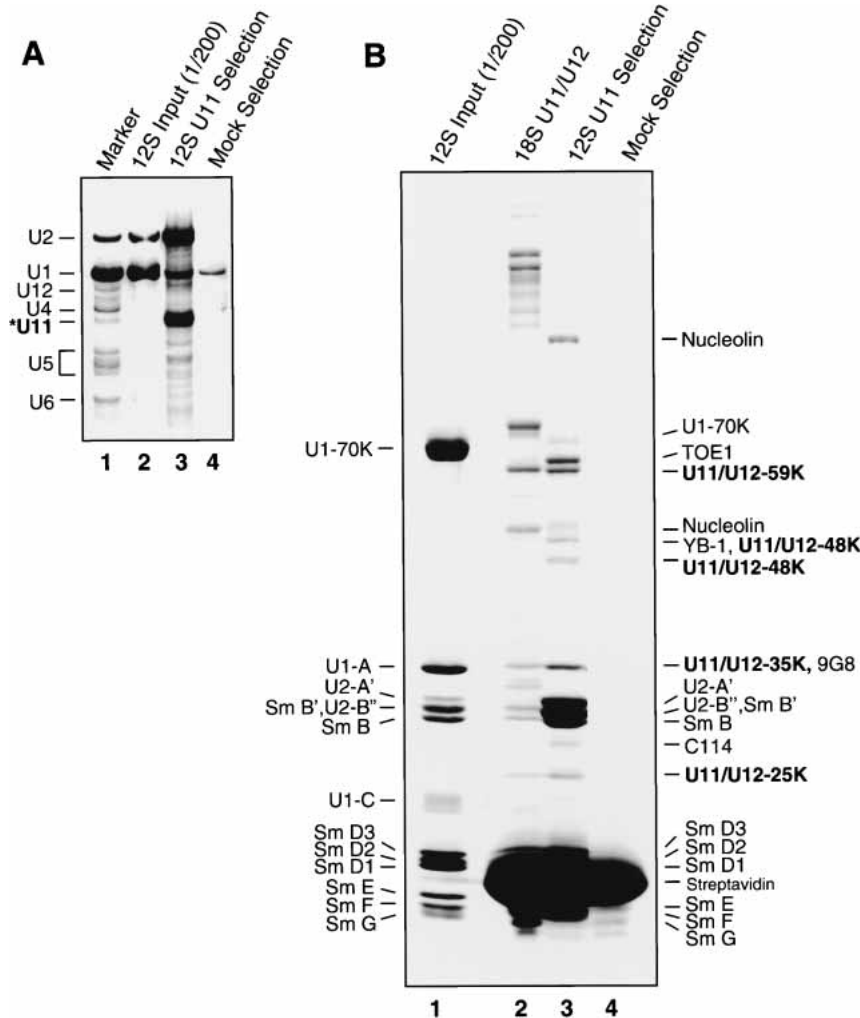 A
Marker
12S Input (1/200)
12S U11 Selection
Mock Selection
U2
U1
U12
U4
*U11
U5
U6
1 2 3 4
B
12S Input (1/200)
18S U11/U12
12S U11 Selection
Mock Selection
U1-70K
U1-A
U2-A'
Sm B',U2-B"
Sm B
U1-C
Sm D3
Sm D2
Sm D1
Sm E
Sm F
Sm G
Nucleolin
U1-70K
TOE1
U11/U12-59K
Nucleolin
YB-1, U11/U12-48K
U11/U12-48K
U11/U12-35K, 9G8
U2-A'
U2-B'',Sm B'
Sm B
C114
U11/U12-25K
Sm D3
Sm D2
Sm D1
Streptavidin
Sm E
Sm F
Sm G
1 2 3 4